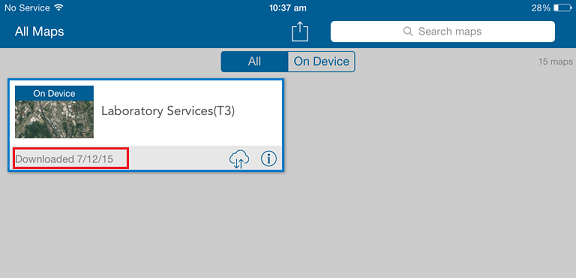 No Service 10:37 am 28%
All Maps Search maps
All On Device 15 maps
On Device
Laboratory Services(T3)
Downloaded 7/12/15